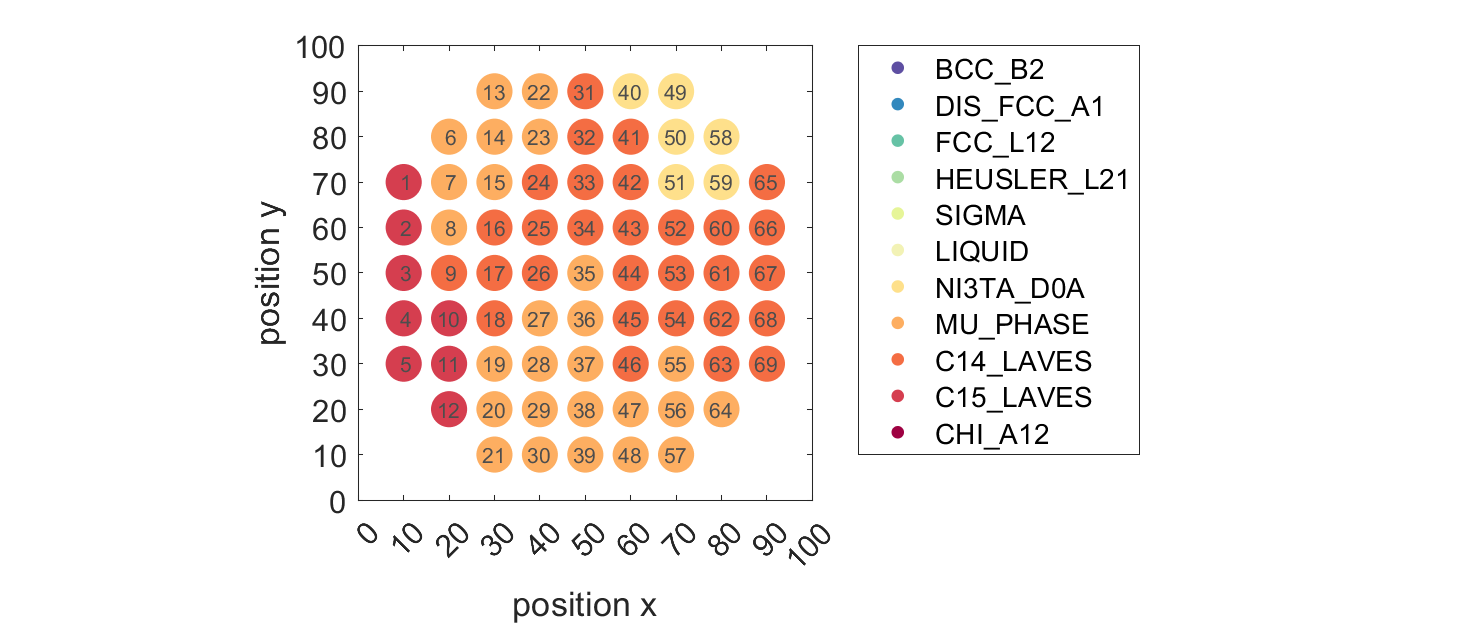 100
90 13 22 31 40 49
80 6 14 23 32 41 50 58
70 1 7 15 24 33 42 51 59 65
60 2 8 16 25 34 43 52 60 66
50 3 9 17 26 35 44 53 61 67
40 4 10 18 27 36 45 54 62 68
30 5 11 19 28 37 46 55 63 69
20 12 20 29 38 47 56 64
10 21 30 39 48 57
0
position y
0 10 20 30 40 50 60 70 80 90 100
position x
BCC_B2
DIS_FCC_A1
FCC_L12
HEUSLER_L21
SIGMA
LIQUID
NI3TA_D0A
MU_PHASE
C14_LAVES
C15_LAVES
CHI_A12